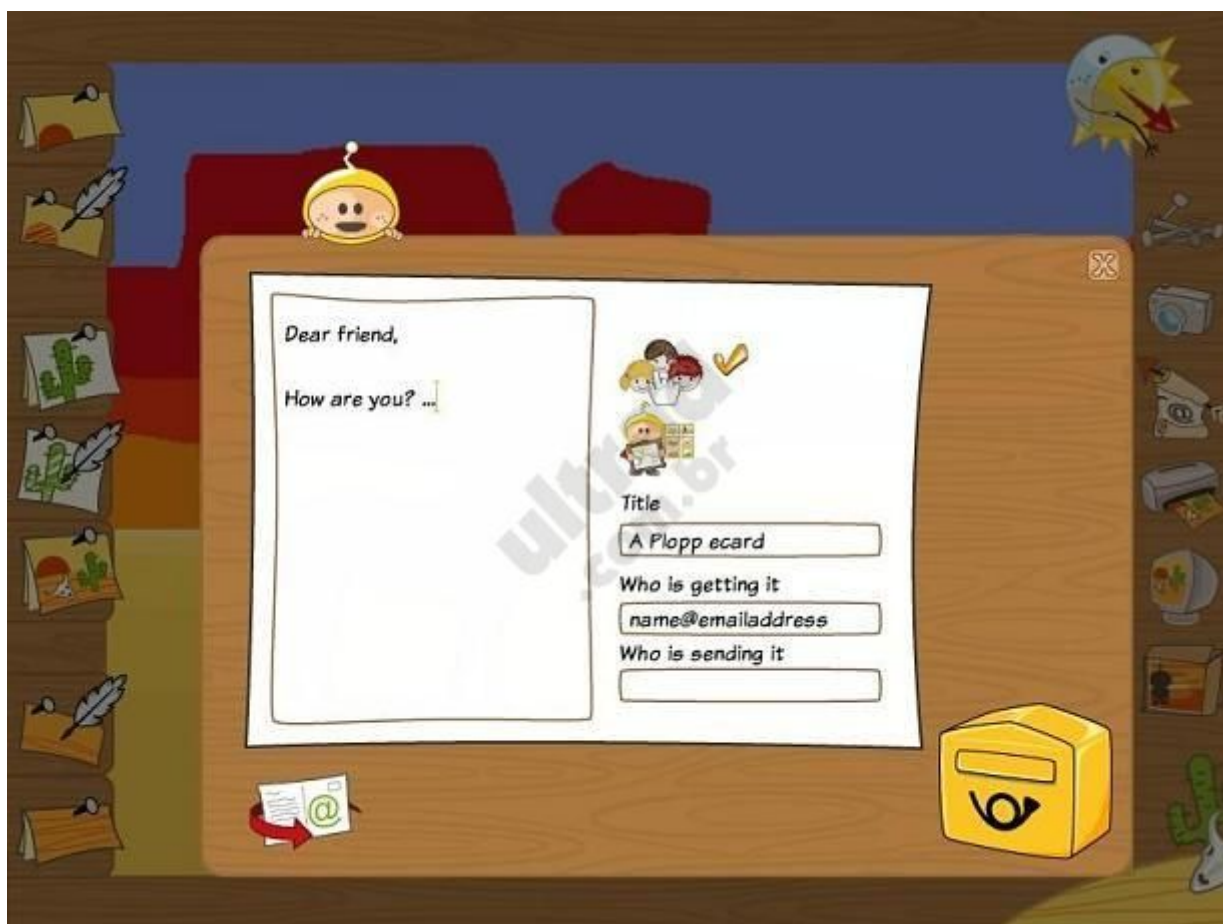 Dear friend,
How are you? ...
Title
A Plopp ecard
Who is getting it
name@emailaddress
Who is sending it
@
@